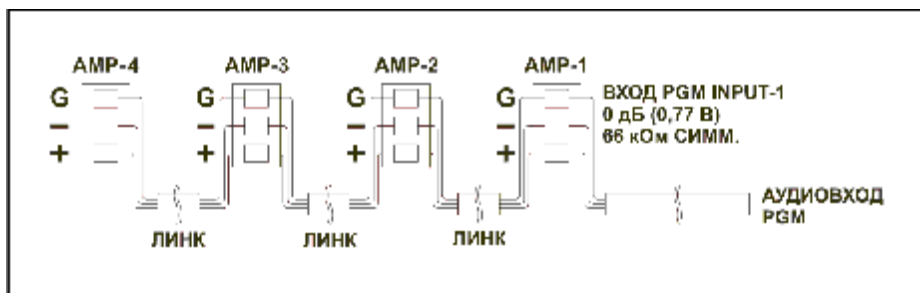 AMP-4 AMP-3 AMP-2 AMP-1
G G G G
– – – –
+ + + +
ВХОД PGM INPUT-1
0 дБ (0,77 В)
66 кОм СИММ.
АУДИОВХОД
PGM
ЛИНК ЛИНК ЛИНК